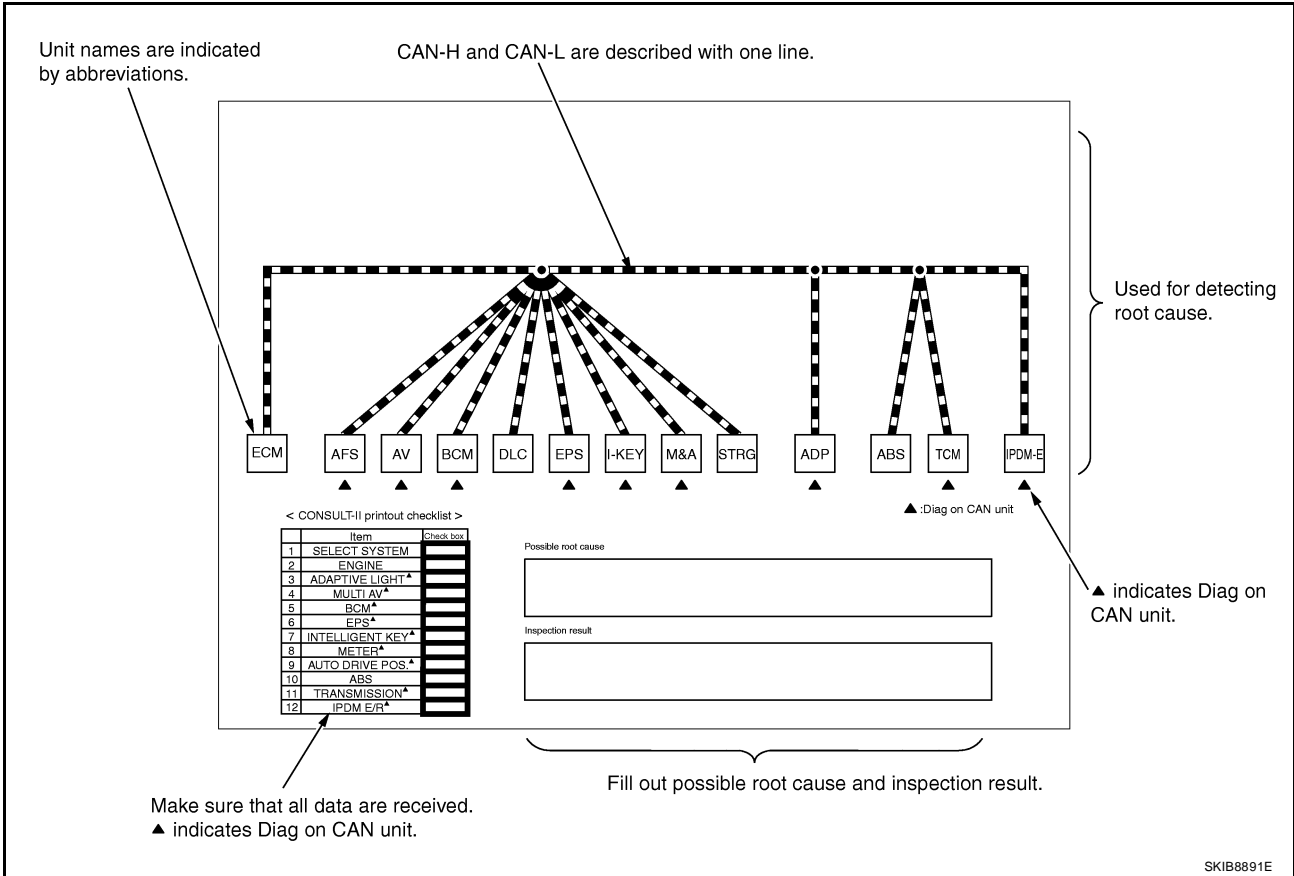 Unit names are indicated
by abbreviations.
CAN-H and CAN-L are described with one line.
Used for detecting
root cause.
ECM AFS AV BCM DLC EPS I-KEY M&A STRG ADP ABS TCM IPDM-E
▲ ▲ ▲ ▲ ▲ ▲ ▲ ▲ ▲
▲ :Diag on CAN unit
< CONSULT-II printout checklist >
Item Check box
1 SELECT SYSTEM
2 ENGINE
3 ADAPTIVE LIGHT▲
4 MULTI AV▲
5 BCM▲
6 EPS▲
7 INTELLIGENT KEY▲
8 METER▲
9 AUTO DRIVE POS.▲
10 ABS
11 TRANSMISSION▲
12 IPDM E/R▲
Possible root cause
Inspection result
▲ indicates Diag on
CAN unit.
Fill out possible root cause and inspection result.
Make sure that all data are received.
▲ indicates Diag on CAN unit.
SKIB8891E